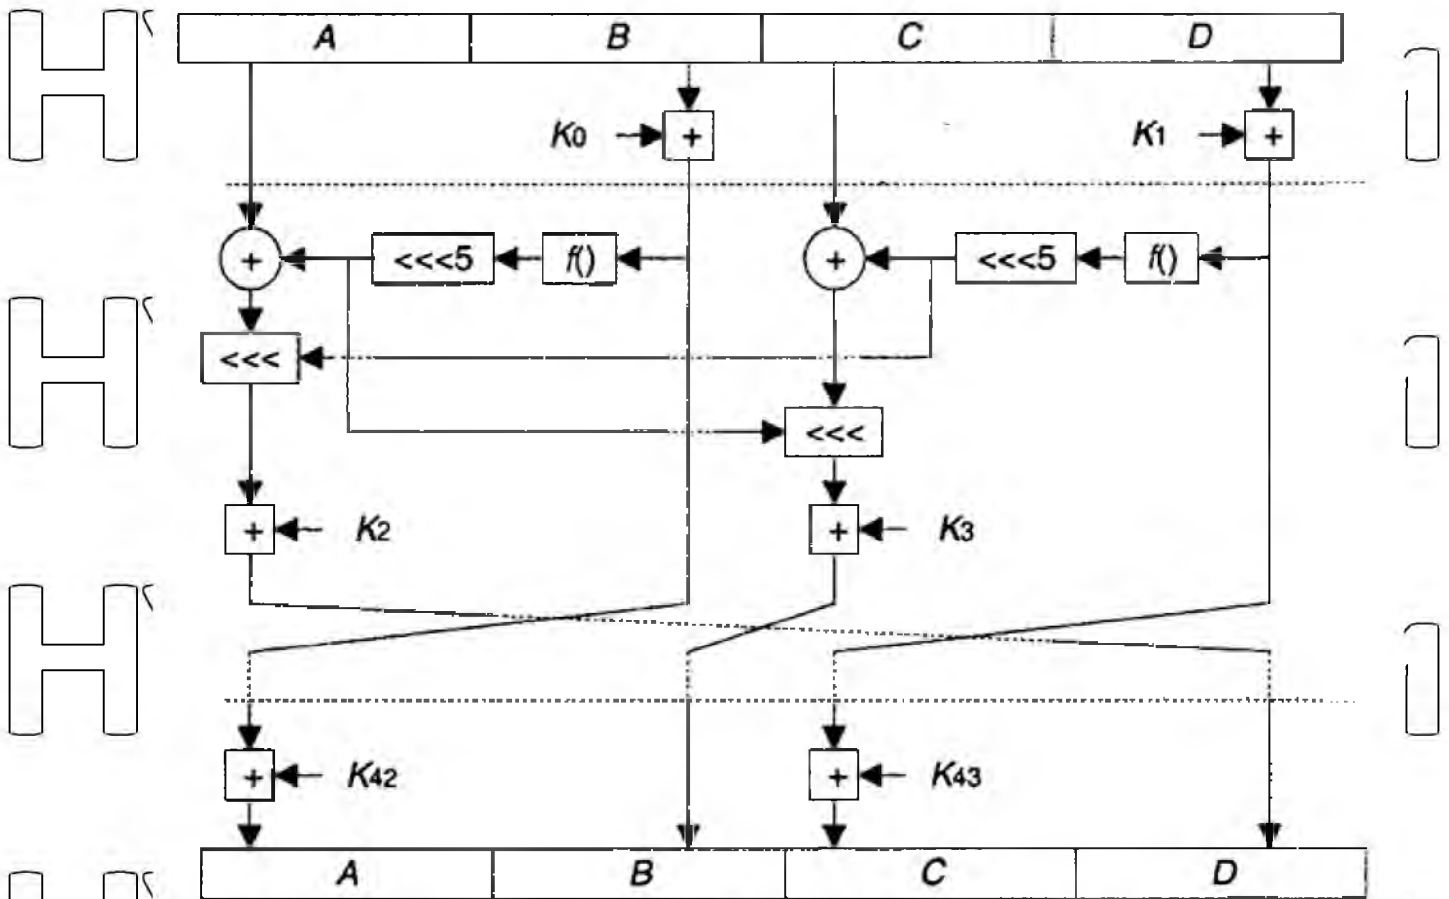 A B C D
K0 + K1 +
+ <<<5 f() + <<<5 f()
<<<
<<<
+ K2 + K3
+ K42 + K43
A B C D